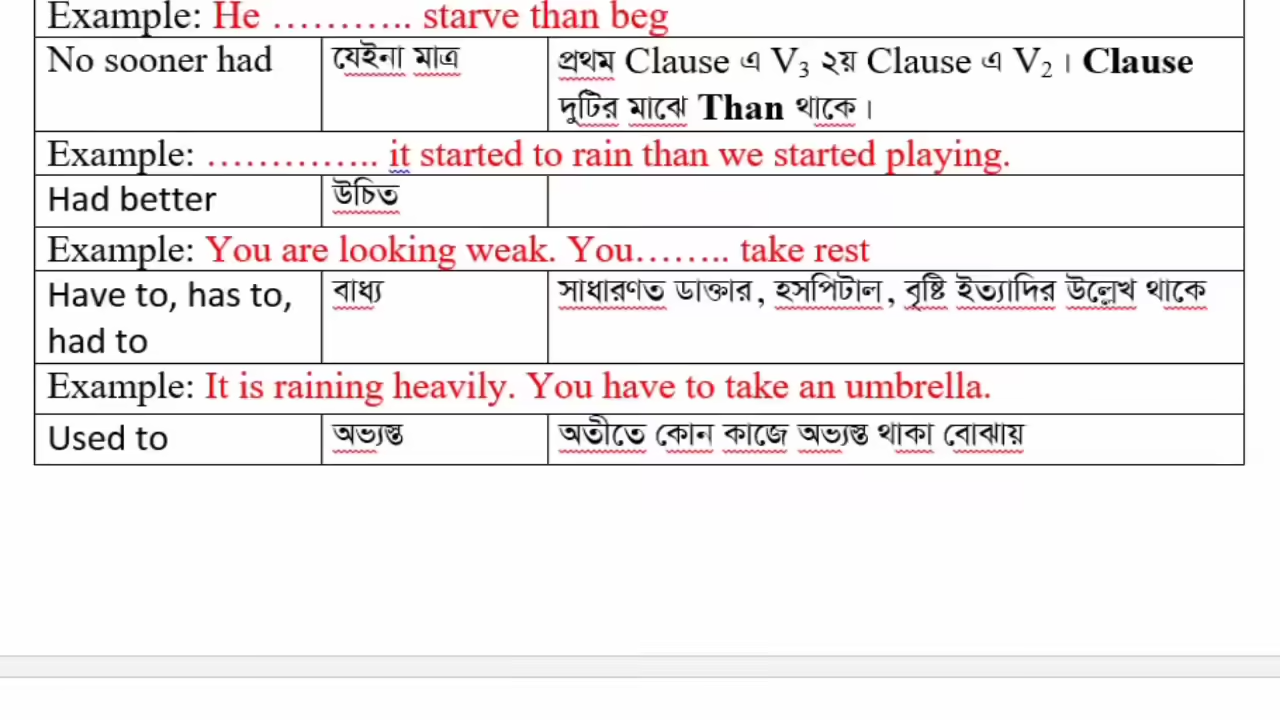 Example: He ……….. starve than beg
No sooner had যেইনা মাত্র প্রথম Clause এ V3 ২য় Clause এ V2। Clause
দুটির মাঝে Than থাকে।
Example: ………….. it started to rain than we started playing.
Had better উচিত
Example: You are looking weak. You…….. take rest
Have to, has to, বাধ্য সাধারণত ডাক্তার, হসপিটাল, বৃষ্টি ইত্যাদির উল্লেখ থাকে
had to
Example: It is raining heavily. You have to take an umbrella.
Used to অভ্যস্ত অতীতে কোন কাজে অভ্যস্ত থাকা বোঝায়